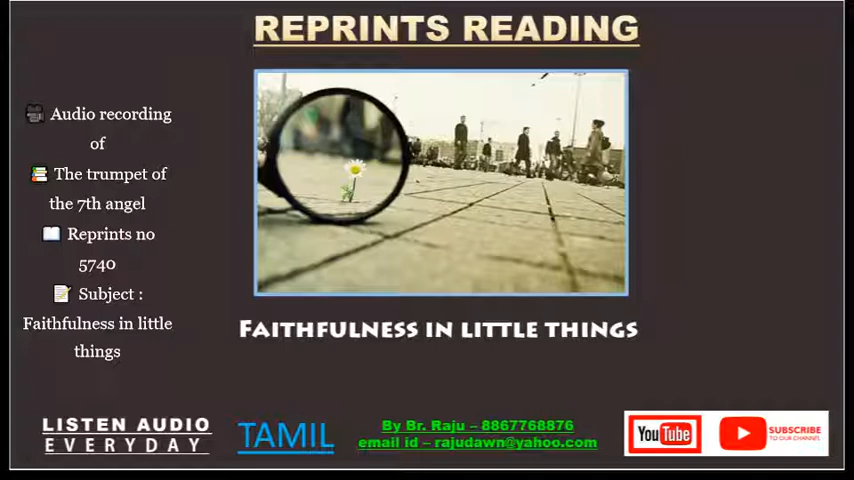 REPRINTS READING
Audio recording
of
The trumpet of
the 7th angel
Reprints no
5740
Subject :
Faithfulness in little
things
FAITHFULNESS IN LITTLE THINGS
LISTEN AUDIO
EVERYDAY
TAMIL
By Br. Raju – 8867768876
email id – rajudawn@yahoo.com
YouTube
SUBSCRIBE
TO OUR CHANNEL